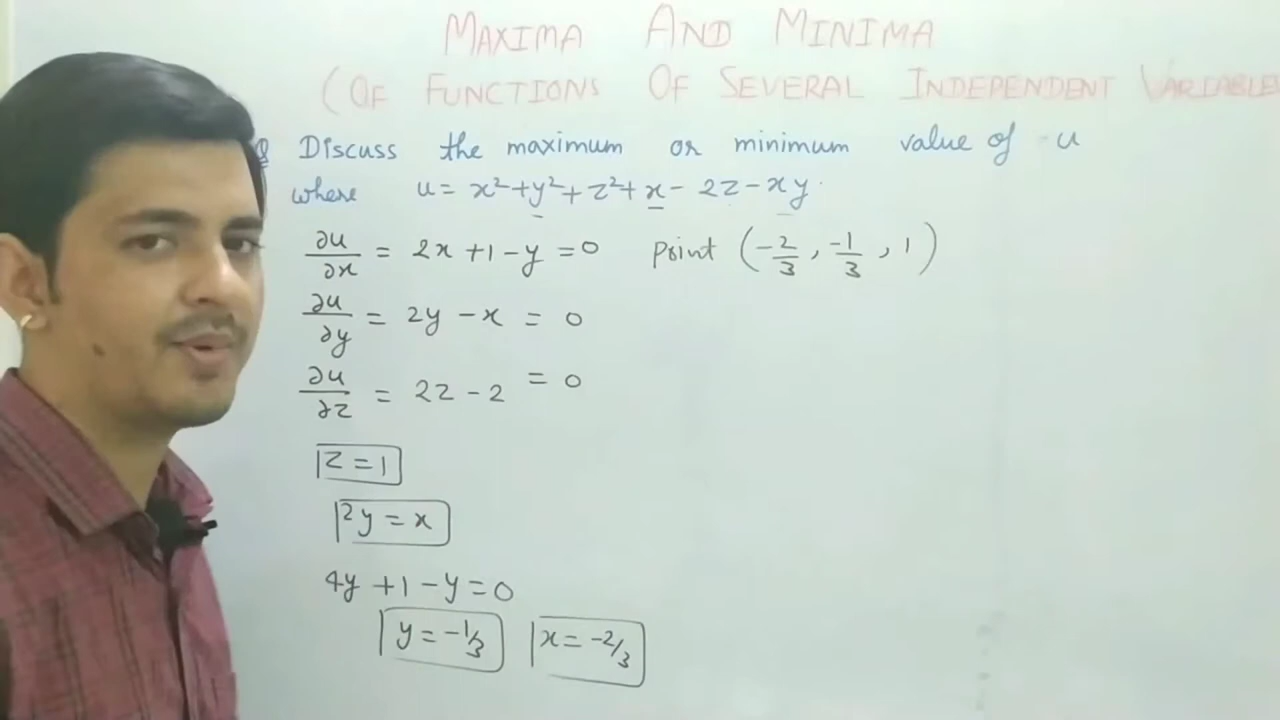 MAXIMA AND MINIMA
(OF FUNCTIONS OF SEVERAL INDEPENDENT VARIABLES
Q Discuss the maximum or minimum value of u
where u = x² + y² + z² + x - 2z - xy.
∂u/∂x = 2x + 1 - y = 0 Point (-2/3, -1/3, 1)
∂u/∂y = 2y - x = 0
∂u/∂z = 2z - 2 = 0
z = 1
2y = x
4y + 1 - y = 0
y = -1/3 x = -2/3